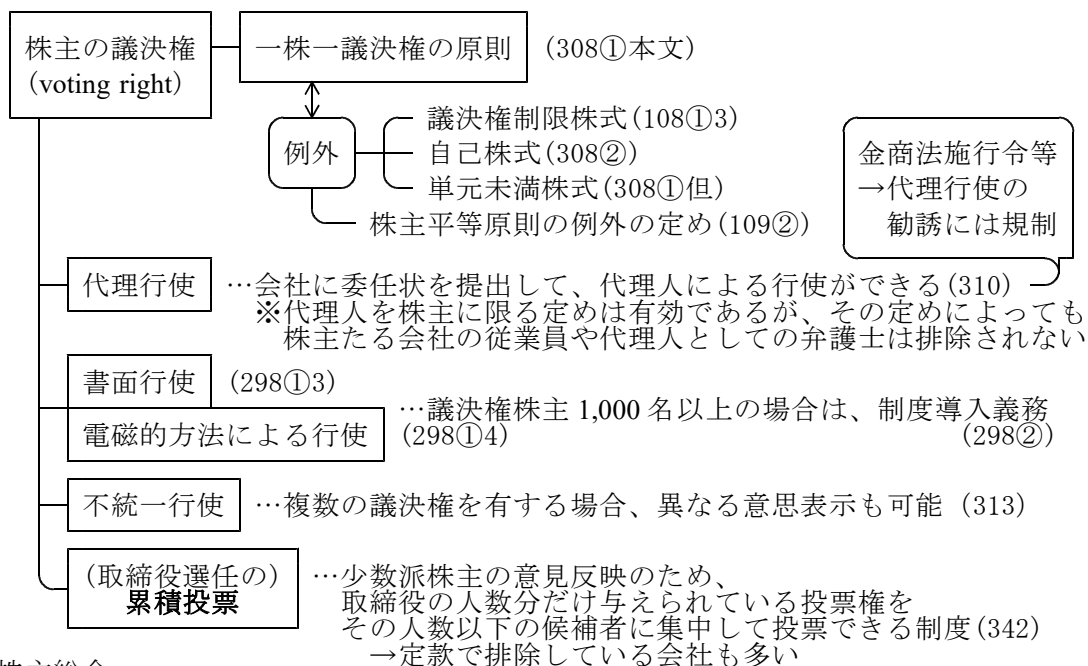 株主の議決権
(voting right)
一株一議決権の原則
(308①本文)
例外
議決権制限株式(108①3)
自己株式(308②)
単元未満株式(308①但)
株主平等原則の例外の定め(109②)
金商法施行令等
→代理行使の
勧誘には規制
代理行使
…会社に委任状を提出して、代理人による行使ができる(310)
※代理人を株主に限る定めは有効であるが、その定めによっても
株主たる会社の従業員や代理人としての弁護士は排除されない
書面行使
(298①3)
…議決権株主 1,000 名以上の場合は、制度導入義務
電磁的方法による行使
(298①4)
(298②)
不統一行使
…複数の議決権を有する場合、異なる意思表示も可能 (313)
(取締役選任の)
累積投票
…少数派株主の意見反映のため、
取締役の人数分だけ与えられている投票権を
その人数以下の候補者に集中して投票できる制度(342)
→定款で排除している会社も多い